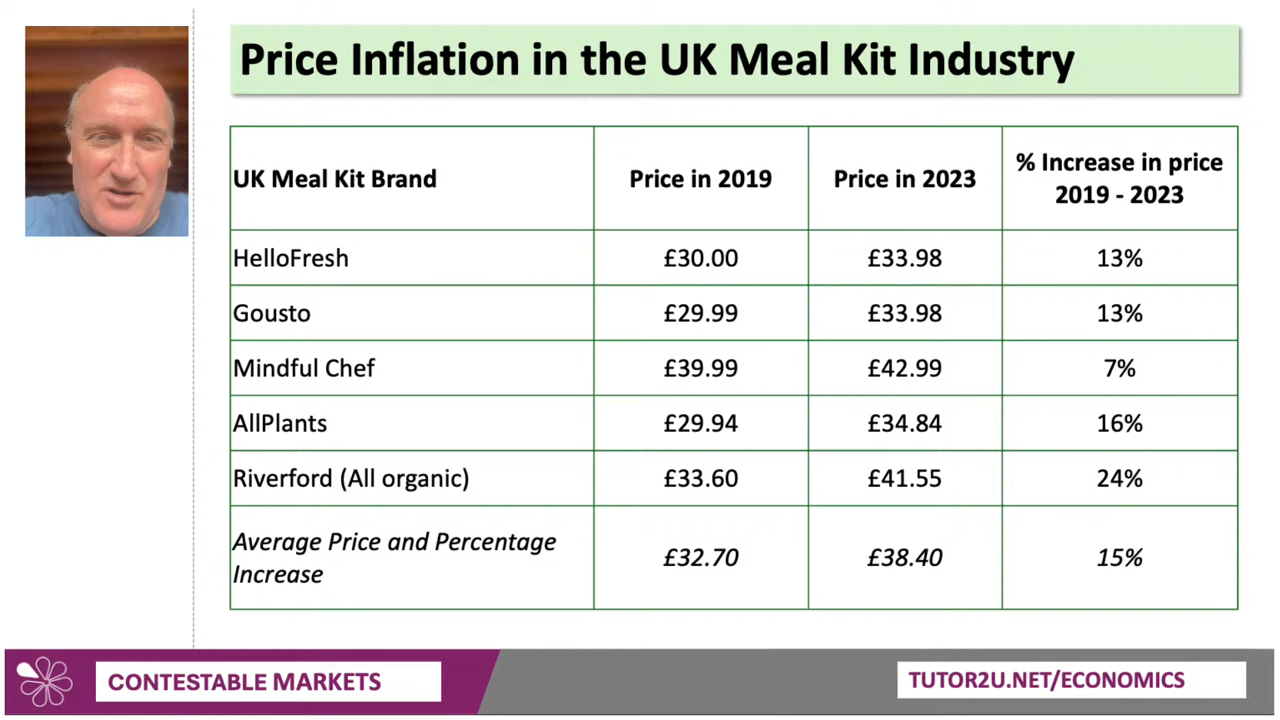 Price Inflation in the UK Meal Kit Industry
UK Meal Kit Brand
Price in 2019
Price in 2023
% Increase in price
2019 - 2023
HelloFresh
£30.00
£33.98
13%
Gousto
£29.99
£33.98
13%
Mindful Chef
£39.99
£42.99
7%
AllPlants
£29.94
£34.84
16%
Riverford (All organic)
£33.60
£41.55
24%
Average Price and Percentage
Increase
£32.70
£38.40
15%
CONTESTABLE MARKETS
TUTOR2U.NET/ECONOMICS